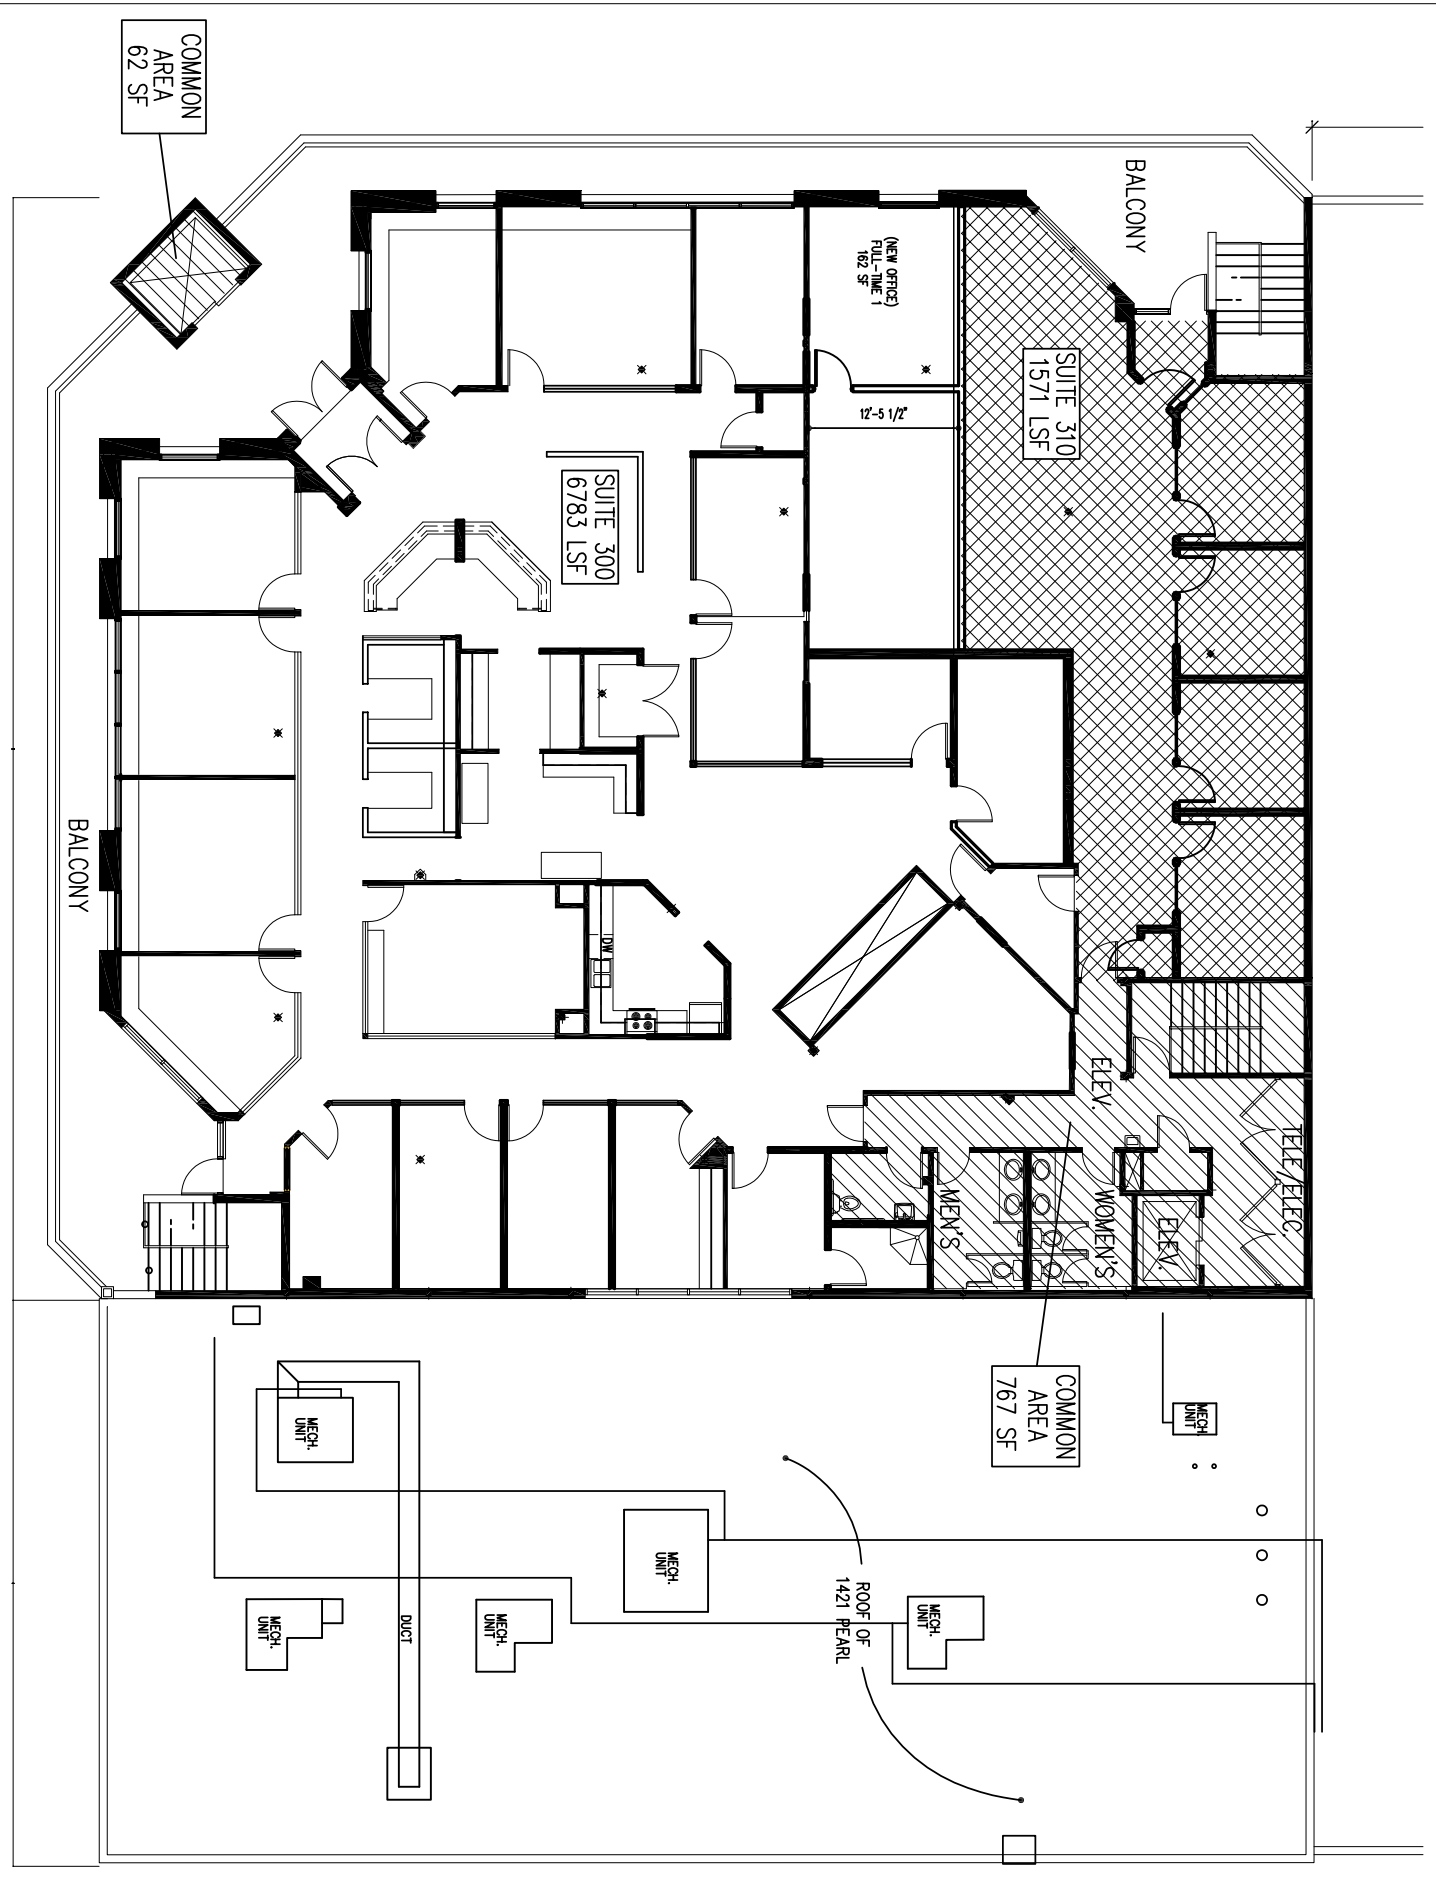 COMMON
AREA
62 SF
BALCONY
(NEW OFFICE)
FULL-TIME 1
162 SF
SUITE 310
1571 LSF
12'-5 1/2"
SUITE 300
6783 LSF
BALCONY
DW
ELEV.
TELE/ELEC.
MEN'S
WOMEN'S
ELEV.
COMMON
AREA
767 SF
MECH.
UNIT
MECH.
UNIT
MECH.
UNIT
ROOF OF
1421 PEARL
MECH.
UNIT
MECH.
UNIT
MECH.
UNIT
DUCT